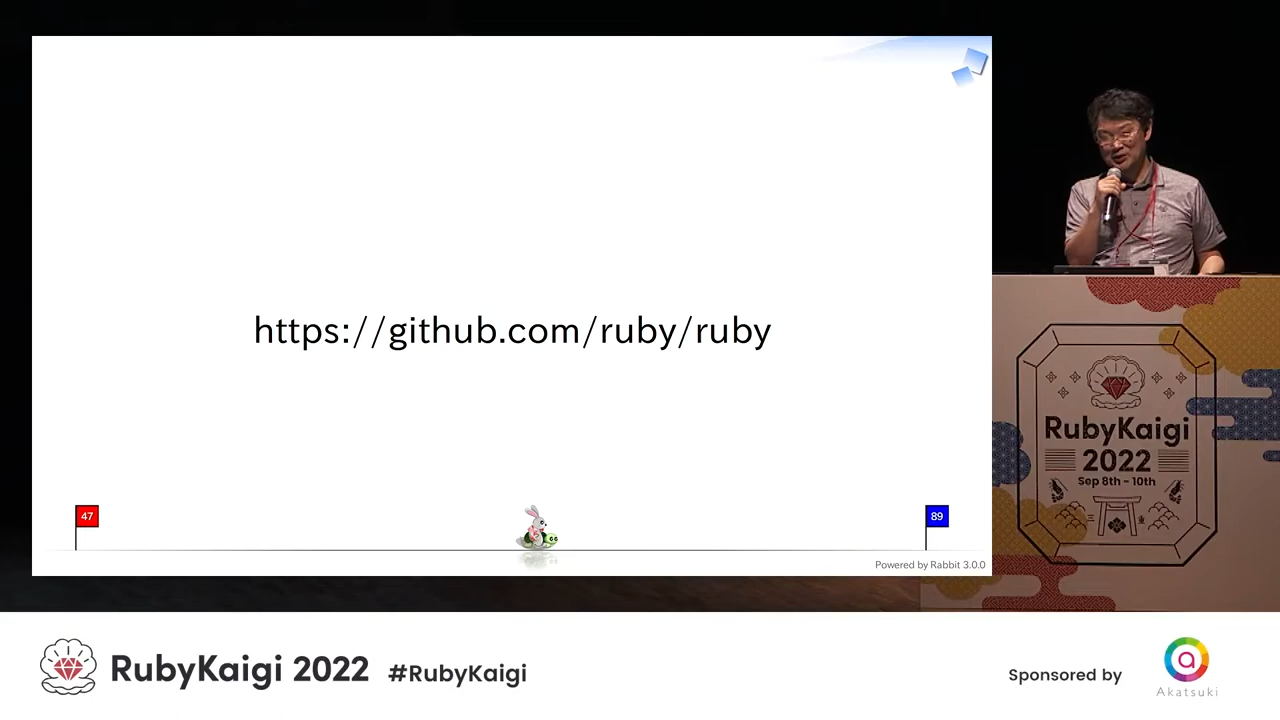 https://github.com/ruby/ruby
47
89
Powered by Rabbit 3.0.0
RubyKaigi
2022
Sep 8th - 10th
RubyKaigi 2022 #RubyKaigi
Sponsored by
a
Akatsuki